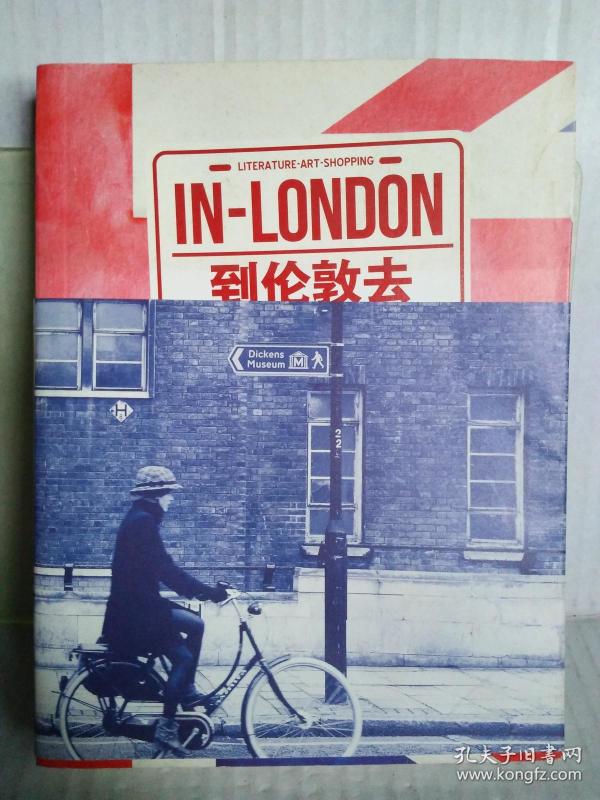 LITERATURE-ART-SHOPPING
IN-LONDON
到伦敦去
Dickens
Museum M
H
22
孔夫子旧书网
www.kongfz.com